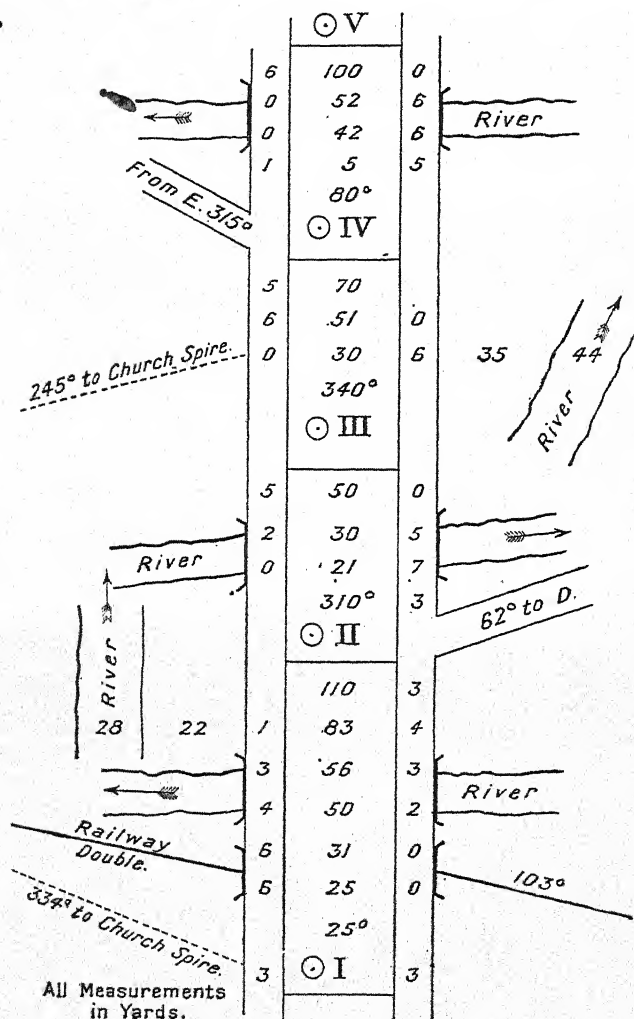 ⊙ V
6 100 0
0 52 6 River
0 42 6
1 5 5
From E. 315° 80°
⊙ IV
5 70
6 51 0
245° to Church Spire. 0 30 6 35 44
340° River
⊙ III
5 50 0
2 30 5
River 0 21 7
310° 3 62° to D.
⊙ II
River
110 3
28 22 1 83 4
3 56 3
4 50 2 River
Railway Double. 6 31 0
6 25 0 103°
334° to Church Spire. 25°
3 ⊙ I 3
All Measurements
in Yards.